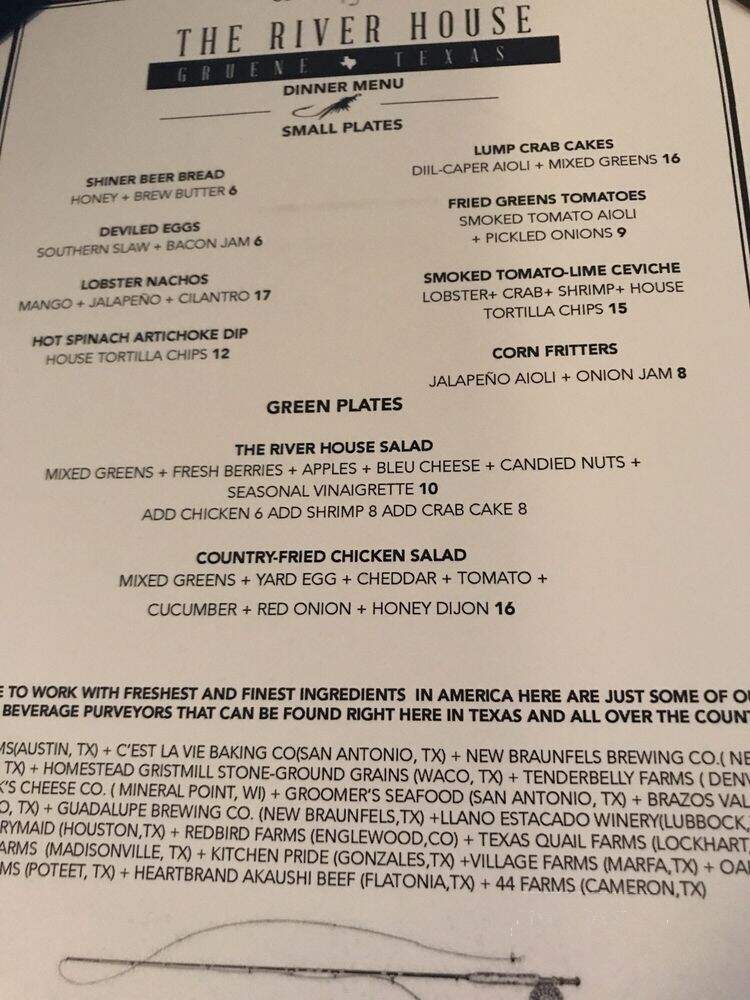 THE RIVER HOUSE
GRUENE TEXAS
DINNER MENU
SMALL PLATES
SHINER BEER BREAD
HONEY + BREW BUTTER 6
DEVILED EGGS
SOUTHERN SLAW + BACON JAM 6
LOBSTER NACHOS
MANGO + JALAPEÑO + CILANTRO 17
HOT SPINACH ARTICHOKE DIP
HOUSE TORTILLA CHIPS 12
LUMP CRAB CAKES
DIIL-CAPER AIOLI + MIXED GREENS 16
FRIED GREENS TOMATOES
SMOKED TOMATO AIOLI
+ PICKLED ONIONS 9
SMOKED TOMATO-LIME CEVICHE
LOBSTER+ CRAB+ SHRIMP+ HOUSE
TORTILLA CHIPS 15
CORN FRITTERS
JALAPEÑO AIOLI + ONION JAM 8
GREEN PLATES
THE RIVER HOUSE SALAD
MIXED GREENS + FRESH BERRIES + APPLES + BLEU CHEESE + CANDIED NUTS +
SEASONAL VINAIGRETTE 10
ADD CHICKEN 6 ADD SHRIMP 8 ADD CRAB CAKE 8
COUNTRY-FRIED CHICKEN SALAD
MIXED GREENS + YARD EGG + CHEDDAR + TOMATO +
CUCUMBER + RED ONION + HONEY DIJON 16
TO WORK WITH FRESHEST AND FINEST INGREDIENTS IN AMERICA HERE ARE JUST SOME OF
BEVERAGE PURVEYORS THAT CAN BE FOUND RIGHT HERE IN TEXAS AND ALL OVER THE
MS(AUSTIN, TX) + C'EST LA VIE BAKING CO(SAN ANTONIO, TX) + NEW BRAUNFELS BREWING CO.( NE
TX) + HOMESTEAD GRISTMILL STONE-GROUND GRAINS (WACO, TX) + TENDERBELLY FARMS ( DENV
K'S CHEESE CO. ( MINERAL POINT, WI) + GROOMER'S SEAFOOD (SAN ANTONIO, TX) + BRAZOS VAL
O, TX) + GUADALUPE BREWING CO. (NEW BRAUNFELS,TX) +LLANO ESTACADO WINERY(LUBBOCK,
RYMAID (HOUSTON,TX) + REDBIRD FARMS (ENGLEWOOD,CO) + TEXAS QUAIL FARMS (LOCKHART,
ARMS (MADISONVILLE, TX) + KITCHEN PRIDE (GONZALES,TX) +VILLAGE FARMS (MARFA,TX) + OA
MS (POTEET, TX) + HEARTBRAND AKAUSHI BEEF (FLATONIA,TX) + 44 FARMS (CAMERON,TX)